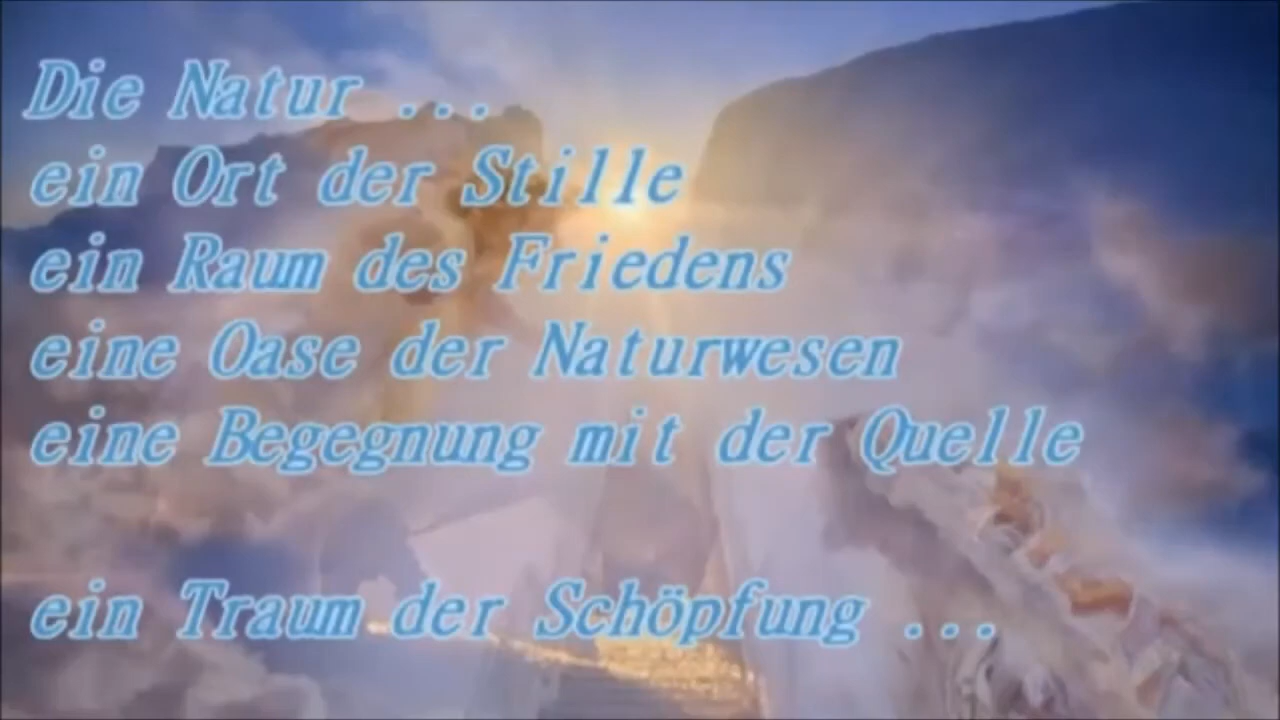 Die Natur ...
ein Ort der Stille
ein Raum des Friedens
eine Oase der Naturwesen
eine Begegnung mit der Quelle
ein Traum der Schöpfung ...